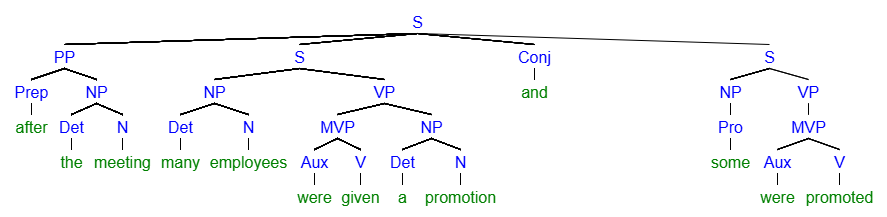 S
PP S Conj S
Prep NP NP VP and NP VP
after Det N Det N MVP NP Pro MVP
the meeting many employees Aux V Det N some Aux V
were given a promotion were promoted